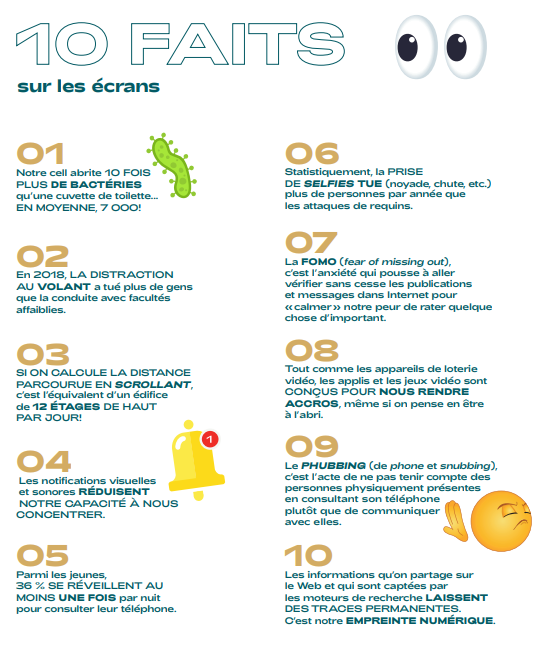 10 FAITS
sur les écrans
01
Notre cell abrite 10 FOIS
PLUS DE BACTÉRIES
qu'une cuvette de toilette...
EN MOYENNE, 7 000!
02
En 2018, LA DISTRACTION
AU VOLANT a tué plus de gens
que la conduite avec facultés
affaiblies.
03
SI ON CALCULE LA DISTANCE
PARCOURUE EN SCROLLANT,
c'est l'équivalent d'un édifice
de 12 ÉTAGES DE HAUT
PAR JOUR!
04
1
Les notifications visuelles
et sonores RÉDUISENT
NOTRE CAPACITÉ À NOUS
CONCENTRER.
05
Parmi les jeunes,
36 % SE RÉVEILLENT AU
MOINS UNE FOIS par nuit
pour consulter leur téléphone.
06
Statistiquement, la PRISE
DE SELFIES TUE (noyade, chute, etc.)
plus de personnes par année que
les attaques de requins.
07
La FOMO (fear of missing out),
c'est l'anxiété qui pousse à aller
vérifier sans cesse les publications
et messages dans Internet pour
« calmer » notre peur de rater quelque
chose d'important.
08
Tout comme les appareils de loterie
vidéo, les applis et les jeux vidéo sont
CONÇUS POUR NOUS RENDRE
ACCROS, même si on pense en être
à l'abri.
09
Le PHUBBING (de phone et snubbing),
c'est l'acte de ne pas tenir compte des
personnes physiquement présentes
en consultant son téléphone
plutôt que de communiquer
avec elles.
10
Les informations qu'on partage sur
le Web et qui sont captées par
les moteurs de recherche LAISSENT
DES TRACES PERMANENTES.
C'est notre EMPREINTE NUMÉRIQUE.